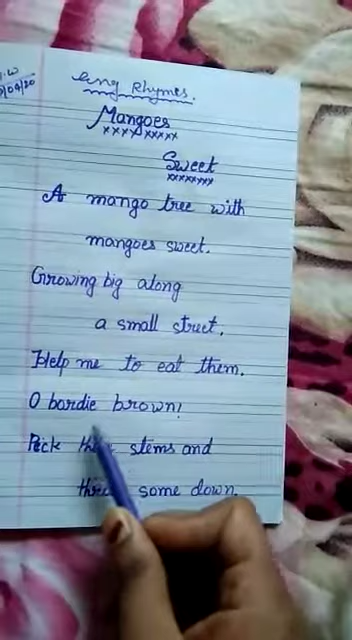 Eng Rhymes.
Mangoes
Sweet
A mango tree with
mangoes sweet.
Growing big along
a small street.
Help me to eat them.
O bardie brown!
Pick stems and
some down.